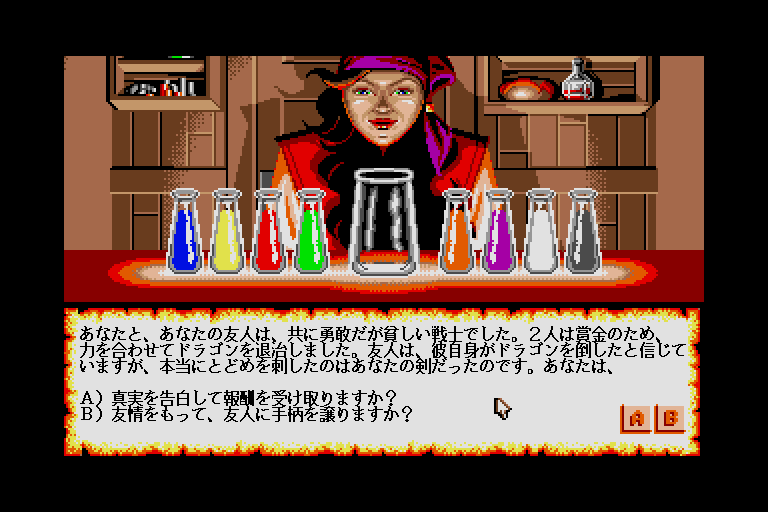 あなたと、あなたの友人は、共に勇敢だが貧しい戦士でした。２人は賞金のため、
力を合わせてドラゴンを退治しました。友人は、彼自身がドラゴンを倒したと信じて
いますが、本当にとどめを刺したのはあなたの剣だったのです。あなたは、
Ａ）真実を告白して報酬を受け取りますか？
Ｂ）友情をもって、友人に手柄を譲りますか？
A B